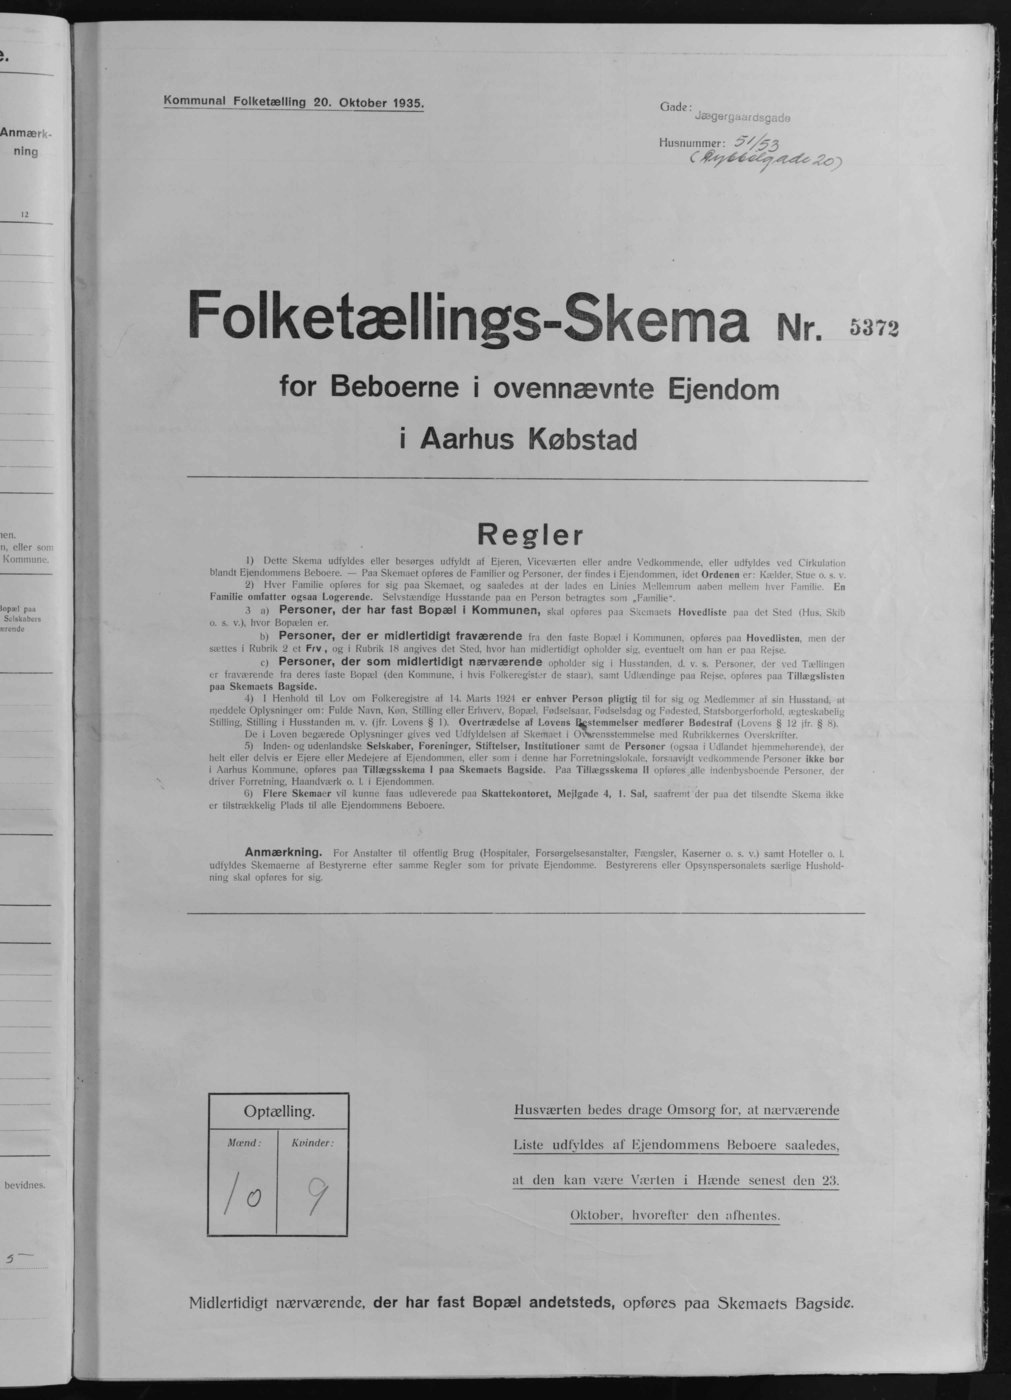 e.
Anmærk-
ning
12
nen.
n, eller som
Kommune.
Bopæl paa
Selskabers
ærende
bevidnes.
5 —
Kommunal Folketælling 20. Oktober 1935.
Gade: Jægergaardsgade
Husnummer: 51/53
(Dybbølgade 20)
Folketællings-Skema Nr. 5372
for Beboerne i ovennævnte Ejendom
i Aarhus Købstad
Regler
1) Dette Skema udfyldes eller besørges udfyldt af Ejeren, Viceværten eller andre Vedkommende, eller udfyldes ved Cirkulation
blandt Ejendommens Beboere. — Paa Skemaet opføres de Familier og Personer, der findes i Ejendommen, idet Ordenen er: Kælder, Stue o. s. v.
2) Hver Familie opføres for sig paa Skemaet, og saaledes at der lades en Linies Mellemrum aaben mellem hver Familie. En
Familie omfatter ogsaa Logerende. Selvstændige Husstande paa en Person betragtes som „Familie“.
3 a) Personer, der har fast Bopæl i Kommunen, skal opføres paa Skemaets Hovedliste paa det Sted (Hus, Skib
o. s. v.), hvor Bopælen er.
b) Personer, der er midlertidigt fraværende fra den faste Bopæl i Kommunen, opføres paa Hovedlisten, men der
sættes i Rubrik 2 et Frv, og i Rubrik 18 angives det Sted, hvor han midlertidigt opholder sig, eventuelt om han er paa Rejse.
c) Personer, der som midlertidigt nærværende opholder sig i Husstanden, d. v. s. Personer, der ved Tællingen
er fraværende fra deres faste Bopæl (den Kommune, i hvis Folkeregister de staar), samt Udlændinge paa Rejse, opføres paa Tillægslisten
paa Skemaets Bagside.
4) I Henhold til Lov om Folkeregistre af 14. Marts 1924 er enhver Person pligtig til for sig og Medlemmer af sin Husstand, at
meddele Oplysninger om: Fulde Navn, Køn, Stilling eller Erhverv, Bopæl, Fødselsaar, Fødselsdag og Fødested, Statsborgerforhold, ægteskabelig
Stilling, Stilling i Husstanden m. v. (jfr. Lovens § 1). Overtrædelse af Lovens Bestemmelser medfører Bødestraf (Lovens § 12 jfr. § 8).
De i Loven begærede Oplysninger gives ved Udfyldelsen af Skemaet i Overensstemmelse med Rubrikkernes Overskrifter.
5) Inden- og udenlandske Selskaber, Foreninger, Stiftelser, Institutioner samt de Personer (ogsaa i Udlandet hjemmehørende), der
helt eller delvis er Ejere eller Medejere af Ejendommen, eller som i denne har Forretningslokale, forsaavidt vedkommende Personer ikke bor
i Aarhus Kommune, opføres paa Tillægsskema I paa Skemaets Bagside. Paa Tillægsskema II opføres alle indenbysboende Personer, der
driver Forretning, Haandværk o. l. i Ejendommen.
6) Flere Skemaer vil kunne faas udleverede paa Skattekontoret, Mejlgade 4, 1. Sal, saafremt der paa det tilsendte Skema ikke
er tilstrækkelig Plads til alle Ejendommens Beboere.
Anmærkning. For Anstalter til offentlig Brug (Hospitaler, Forsørgelsesanstalter, Fængsler, Kaserner o. s. v.) samt Hoteller o. l.
udfyldes Skemaerne af Bestyrerne efter samme Regler som for private Ejendomme. Bestyrerens eller Opsynspersonalets særlige Hushold-
ning skal opføres for sig.
Optælling.
Mænd: Kvinder:
10 9
Husværten bedes drage Omsorg for, at nærværende
Liste udfyldes af Ejendommens Beboere saaledes,
at den kan være Værten i Hænde senest den 23.
Oktober, hvorefter den afhentes.
Midlertidigt nærværende, der har fast Bopæl andetsteds, opføres paa Skemaets Bagside.